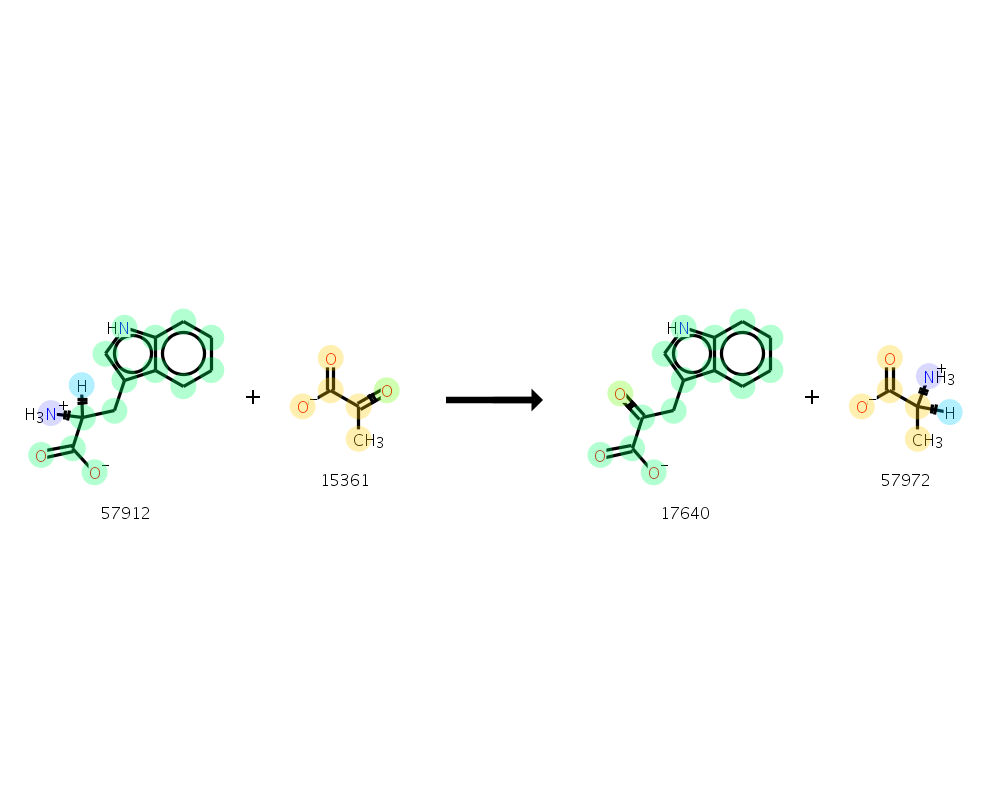 HN
HN
H
H3N+
O
O−
57912
+
O
O−
O
CH3
15361
O
O
O−
17640
+
O
O−
NH3+
H
CH3
57972